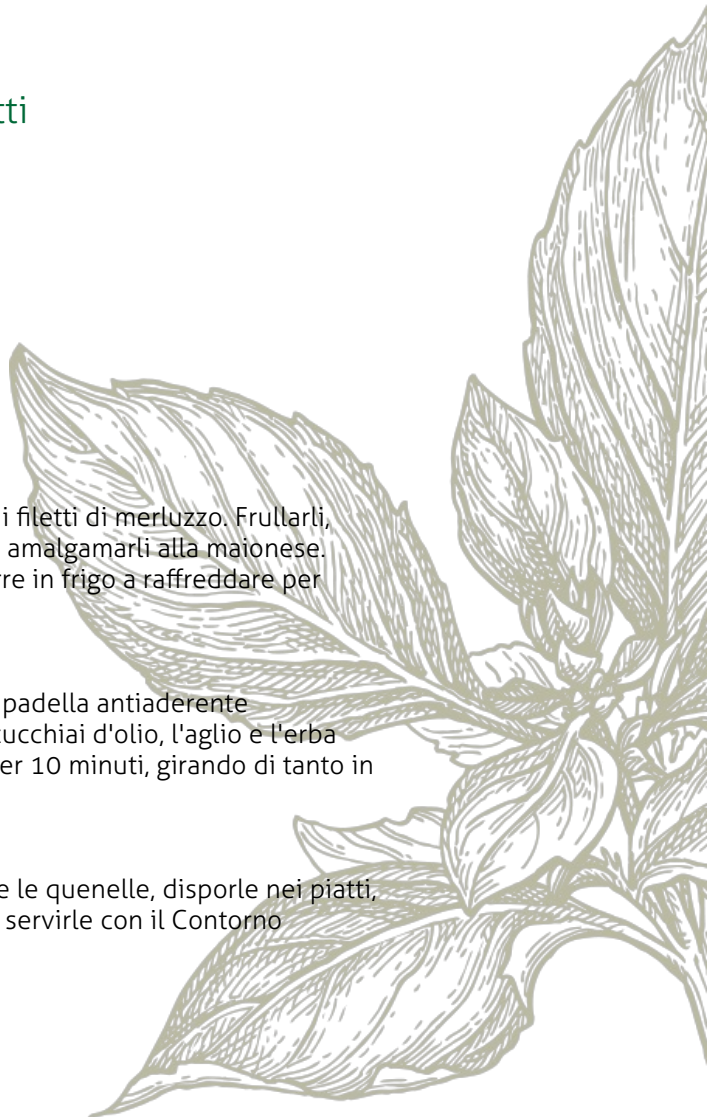 tti
i filetti di merluzzo. Frullarli,
amalgamarli alla maionese.
rre in frigo a raffreddare per
padella antiaderente
cucchiai d'olio, l'aglio e l'erba
er 10 minuti, girando di tanto in
e le quenelle, disporle nei piatti,
servirle con il Contorno